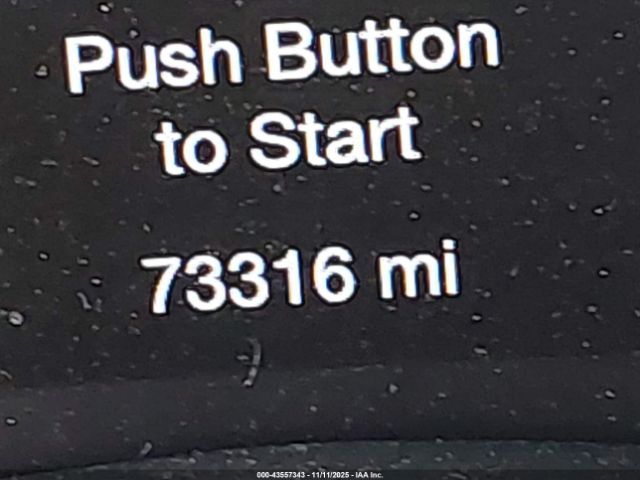 Push Button
to Start
73316 mi
000-43557343 - 11/11/2025 - IAA Inc.